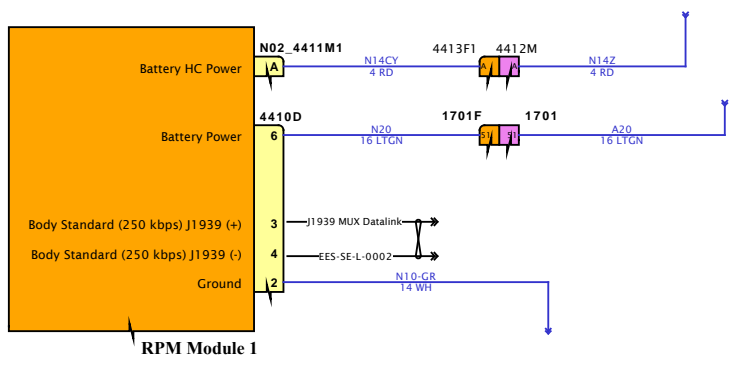 N02_4411M1
4413F1 4412M
Battery HC Power A N14CY A A N14Z
4 RD 4 RD
4410D 1701F 1701
Battery Power 6 N20 51 51 A20
16 LTGN 16 LTGN
Body Standard (250 kbps) J1939 (+) 3 J1939 MUX Datalink
Body Standard (250 kbps) J1939 (-) 4 EES-SE-L-0002
Ground 2 N10-GR
14 WH
RPM Module 1